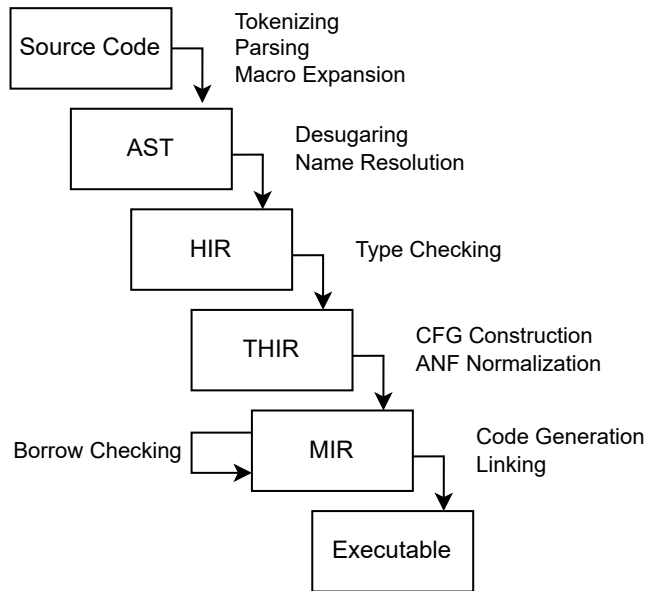 Source Code
Tokenizing
Parsing
Macro Expansion
AST
Desugaring
Name Resolution
HIR
Type Checking
THIR
CFG Construction
ANF Normalization
Borrow Checking
MIR
Code Generation
Linking
Executable